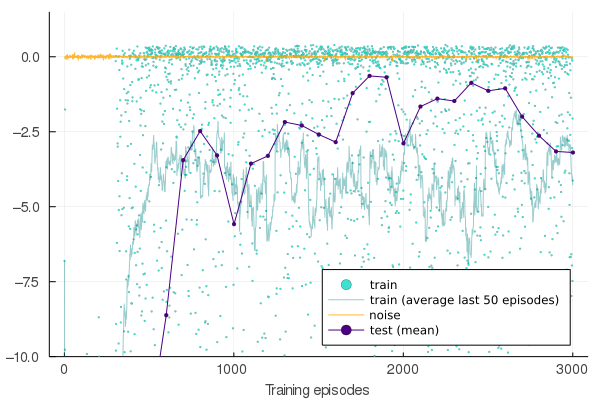 0.0
−2.5
−5.0
−7.5
−10.0
train
train (average last 50 episodes)
noise
test (mean)
0 1000 2000 3000
Training episodes